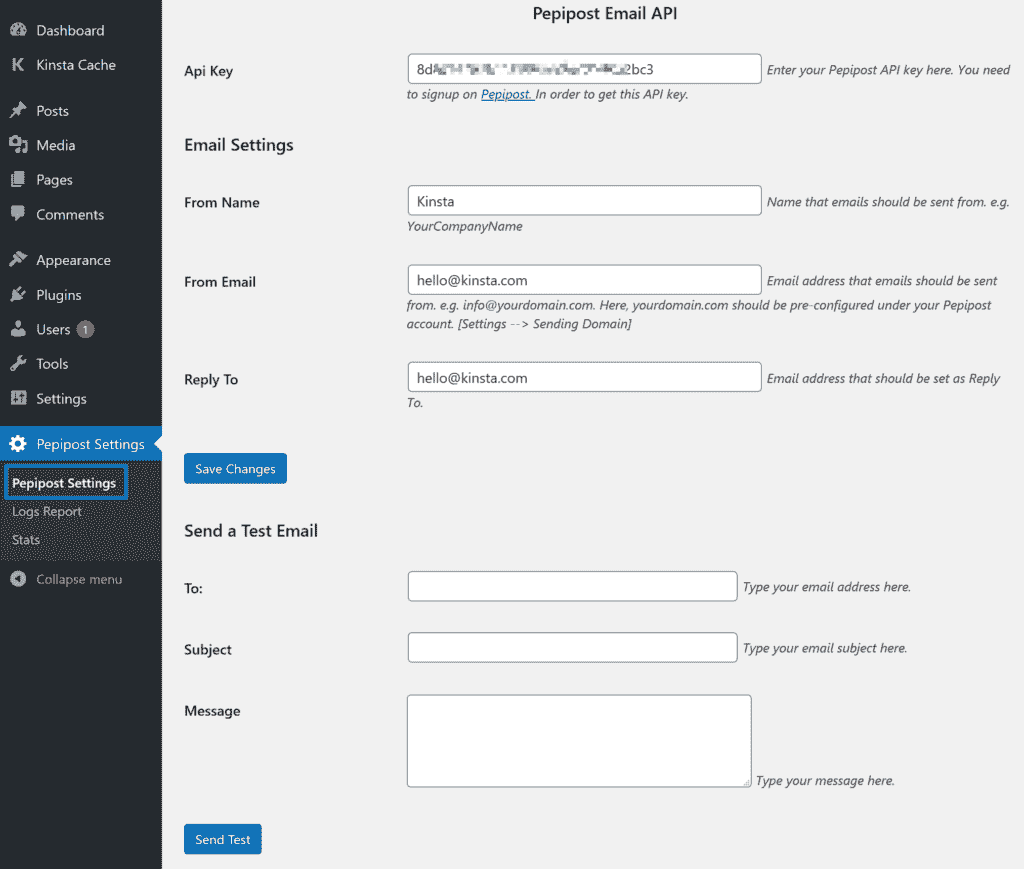 Dashboard
Kinsta Cache
Posts
Media
Pages
Comments
Appearance
Plugins
Users 1
Tools
Settings
Pepipost Settings
Pepipost Settings
Logs Report
Stats
Collapse menu
Pepipost Email API
Api Key
Enter your Pepipost API key here. You need
to signup on Pepipost. In order to get this API key.
Email Settings
From Name
Kinsta
Name that emails should be sent from. e.g.
YourCompanyName
From Email
hello@kinsta.com
Email address that emails should be sent
from. e.g. info@yourdomain.com. Here, yourdomain.com should be pre-configured under your Pepipost
account. [Settings --> Sending Domain]
Reply To
hello@kinsta.com
Email address that should be set as Reply
To.
Save Changes
Send a Test Email
To:
Type your email address here.
Subject
Type your email subject here.
Message
Type your message here.
Send Test